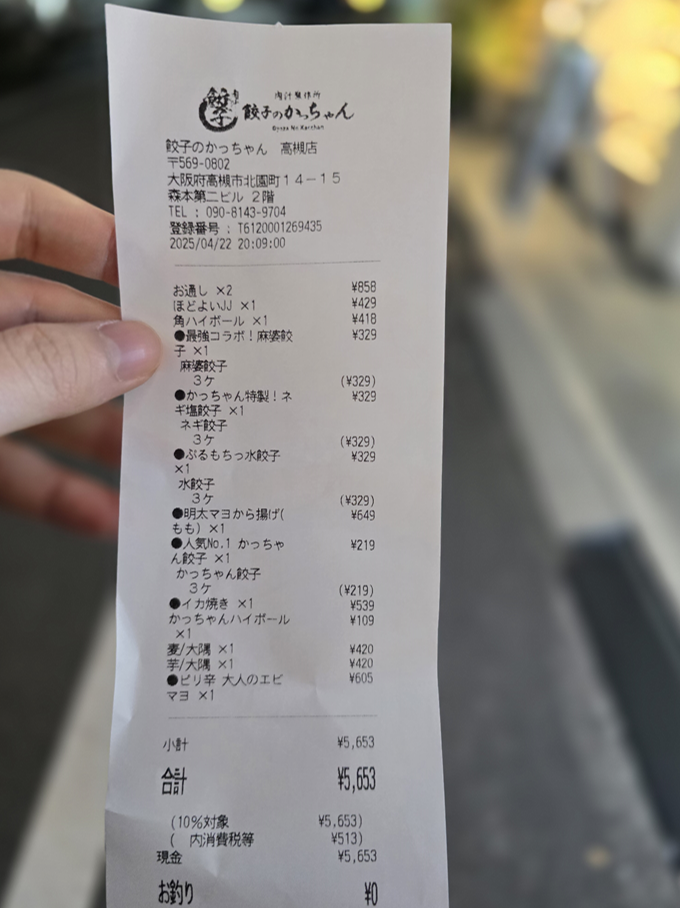 肉汁製作所
餃子のかっちゃん
Gyoza No Kacchan
餃子のかっちゃん 高槻店
〒569-0802
大阪府高槻市北園町14-15
森本第二ビル 2階
TEL : 090-8143-9704
登録番号 : T6120001269435
2025/04/22 20:09:00
お通し ×2 ¥858
ほどよいJJ ×1 ¥429
角ハイボール ×1 ¥418
●最強コラボ!麻婆餃 ¥329
子 ×1
麻婆餃子
3ケ (¥329)
●かっちゃん特製!ネ ¥329
ギ塩餃子 ×1
ネギ餃子
3ケ (¥329)
●ぷるもちっ水餃子 ¥329
×1
水餃子
3ケ (¥329)
●明太マヨから揚げ( ¥649
もも) ×1
●人気No.1 かっちゃ ¥219
ん餃子 ×1
かっちゃん餃子
3ケ (¥219)
●イカ焼き ×1 ¥539
かっちゃんハイボール ¥109
×1
麦/大隅 ×1 ¥420
芋/大隅 ×1 ¥420
●ピリ辛 大人のエビ ¥605
マヨ ×1
小計 ¥5,653
合計 ¥5,653
(10%対象 ¥5,653)
( 内消費税等 ¥513)
現金 ¥5,653
お釣り ¥0